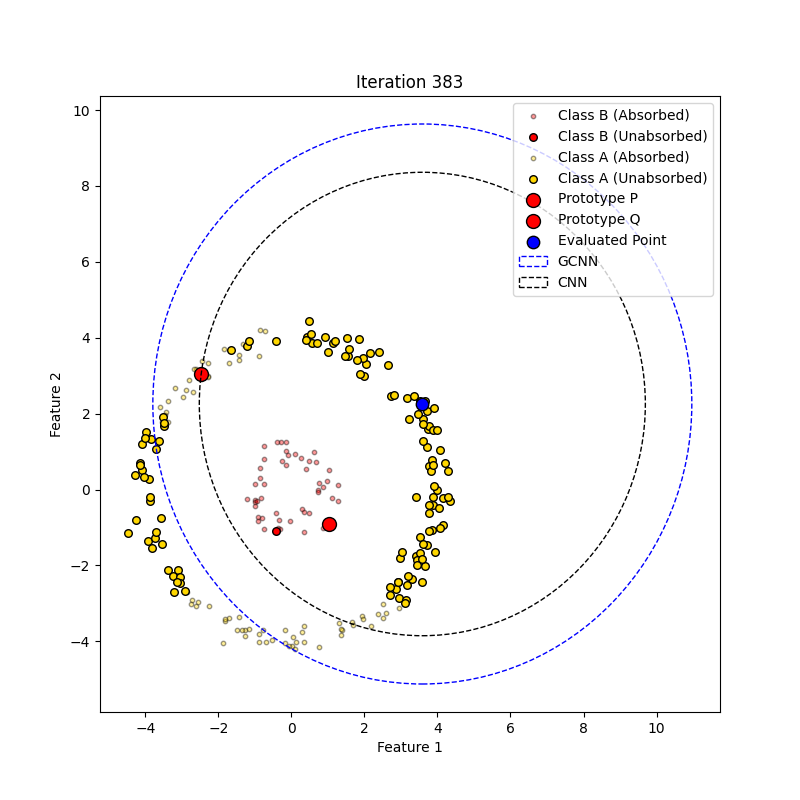 Iteration 383
Class B (Absorbed)
Class B (Unabsorbed)
Class A (Absorbed)
Class A (Unabsorbed)
Prototype P
Prototype Q
Evaluated Point
GCNN
CNN
10
8
6
4
2
0
−2
−4
Feature 2
−4
−2
0
2
4
6
8
10
Feature 1